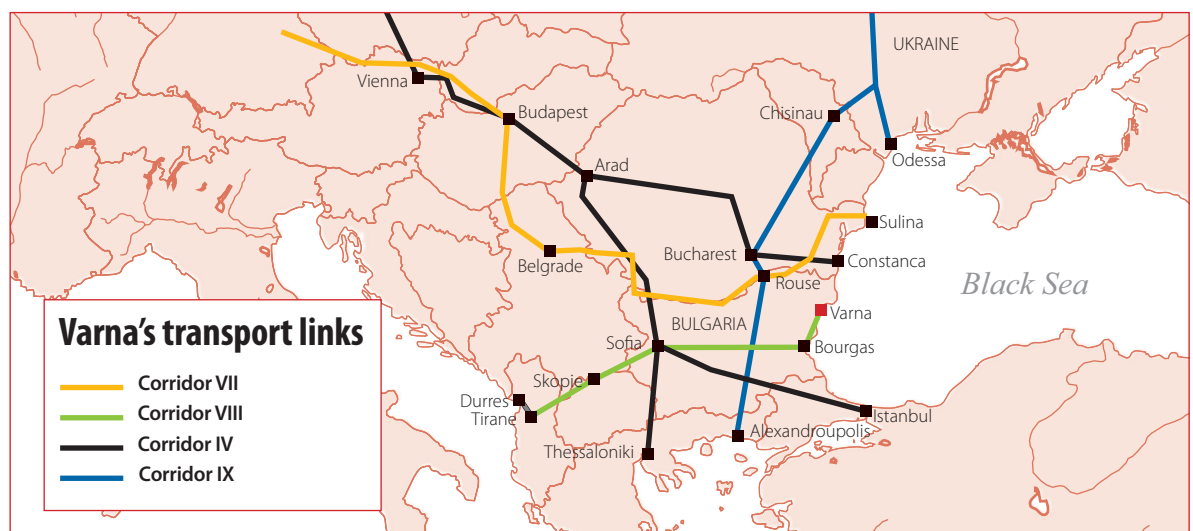 UKRAINE
Vienna
Budapest
Chisinau
Odessa
Arad
Sulina
Belgrade
Bucharest
Constanca
Rouse
Black Sea
Varna
BULGARIA
Sofia
Bourgas
Skopie
Durres
Tirane
Istanbul
Alexandroupolis
Thessaloniki
Varna's transport links
Corridor VII
Corridor VIII
Corridor IV
Corridor IX